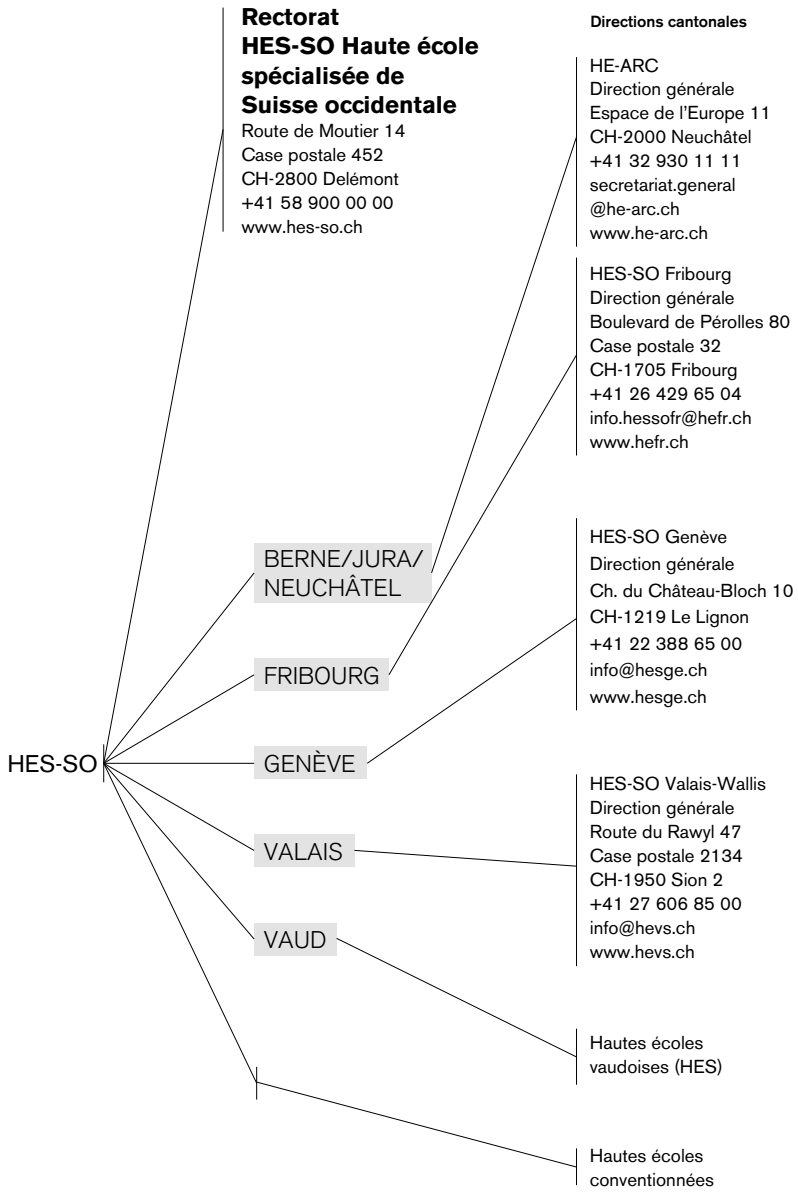 Rectorat
HES-SO Haute école
spécialisée de
Suisse occidentale
Route de Moutier 14
Case postale 452
CH-2800 Delémont
+41 58 900 00 00
www.hes-so.ch
Directions cantonales
HE-ARC
Direction générale
Espace de l'Europe 11
CH-2000 Neuchâtel
+41 32 930 11 11
secretariat.general
@he-arc.ch
www.he-arc.ch
HES-SO Fribourg
Direction générale
Boulevard de Pérolles 80
Case postale 32
CH-1705 Fribourg
+41 26 429 65 04
info.hessofr@hefr.ch
www.hefr.ch
HES-SO Genève
Direction générale
Ch. du Château-Bloch 10
CH-1219 Le Lignon
+41 22 388 65 00
info@hesge.ch
www.hesge.ch
HES-SO Valais-Wallis
Direction générale
Route du Rawyl 47
Case postale 2134
CH-1950 Sion 2
+41 27 606 85 00
info@hevs.ch
www.hevs.ch
Hautes écoles
vaudoises (HES)
Hautes écoles
conventionnées
HES-SO
BERNE/JURA/
NEUCHÂTEL
FRIBOURG
GENÈVE
VALAIS
VAUD